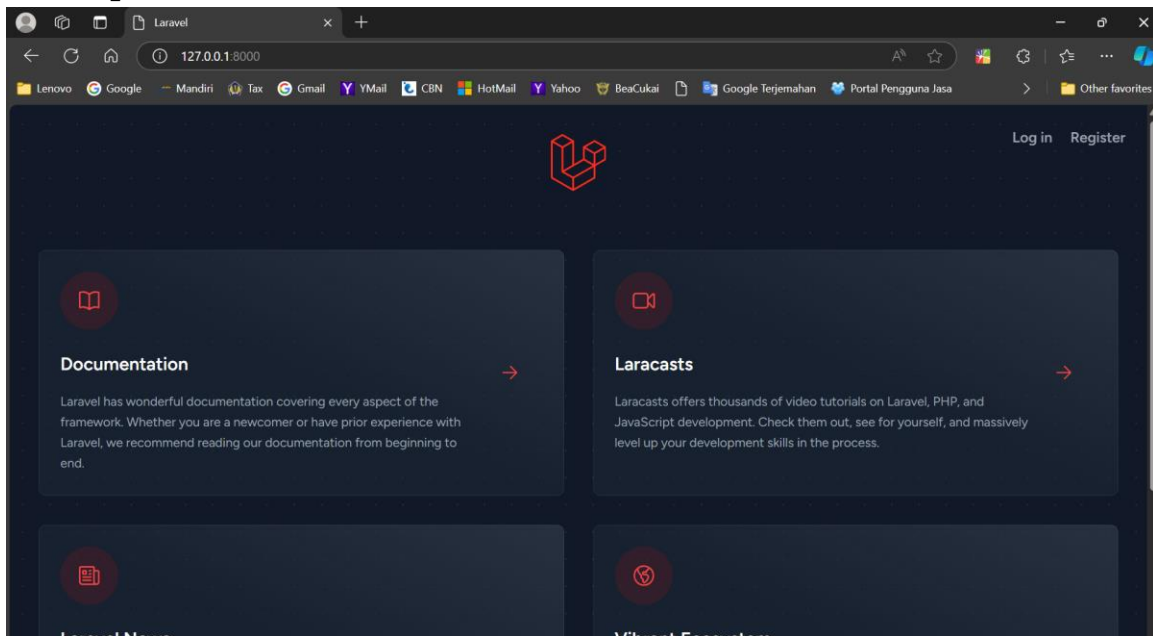 Laravel
127.0.0.1:8000
Lenovo Google Mandiri Tax Gmail YMail CBN HotMail Yahoo BeaCukai Google Terjemahan Portal Pengguna Jasa Other favorites
Log in Register
Documentation
Laravel has wonderful documentation covering every aspect of the
framework. Whether you are a newcomer or have prior experience with
Laravel, we recommend reading our documentation from beginning to
end.
Laracasts
Laracasts offers thousands of video tutorials on Laravel, PHP, and
JavaScript development. Check them out, see for yourself, and massively
level up your development skills in the process.
Laravel News
Vibrant Ecosystem